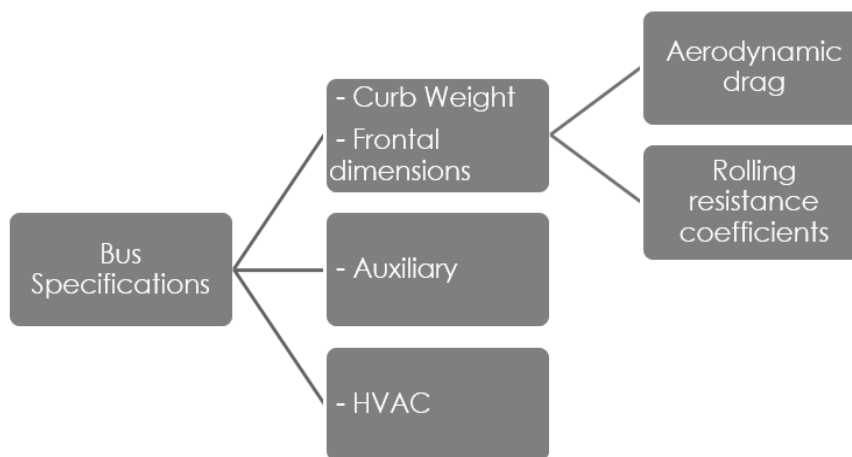 Bus
Specifications
- Curb Weight
- Frontal
dimensions
- Auxiliary
- HVAC
Aerodynamic
drag
Rolling
resistance
coefficients